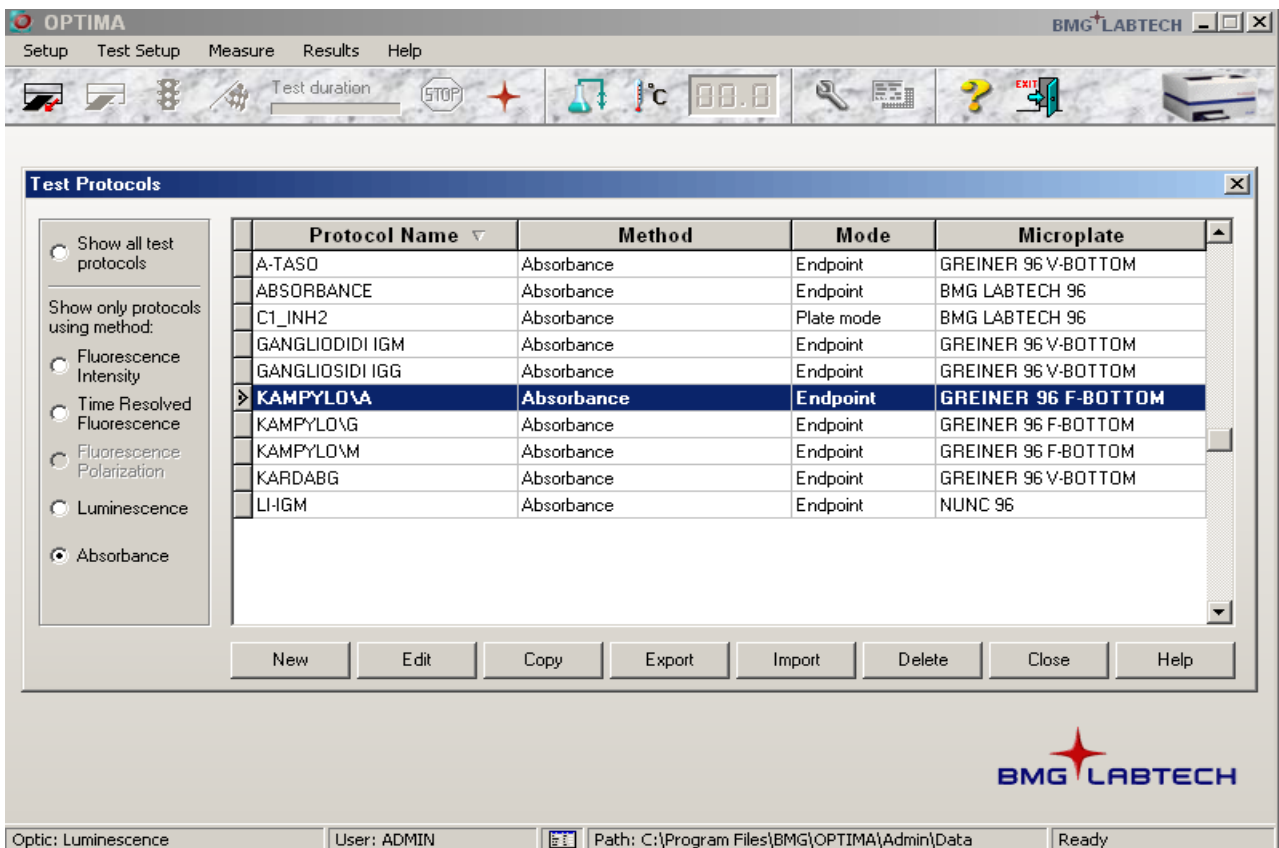 OPTIMA
BMG LABTECH
Setup Test Setup Measure Results Help
Test duration
STOP
°C
00.0
EXIT
Test Protocols
Show all test
protocols
Show only protocols
using method:
Fluorescence
Intensity
Time Resolved
Fluorescence
Fluorescence
Polarization
Luminescence
Absorbance
Protocol Name Method Mode Microplate
A-TASO Absorbance Endpoint GREINER 96 V-BOTTOM
ABSORBANCE Absorbance Endpoint BMG LABTECH 96
C1_INH2 Absorbance Plate mode BMG LABTECH 96
GANGLIODIDI IGM Absorbance Endpoint GREINER 96 V-BOTTOM
GANGLIOSIDI IGG Absorbance Endpoint GREINER 96 V-BOTTOM
KAMPYLO\A Absorbance Endpoint GREINER 96 F-BOTTOM
KAMPYLO\G Absorbance Endpoint GREINER 96 F-BOTTOM
KAMPYLO\M Absorbance Endpoint GREINER 96 F-BOTTOM
KARDABG Absorbance Endpoint GREINER 96 V-BOTTOM
LI-IGM Absorbance Endpoint NUNC 96
New Edit Copy Export Import Delete Close Help
BMG LABTECH
Optic: Luminescence User: ADMIN Path: C:\Program Files\BMG\OPTIMA\Admin\Data Ready